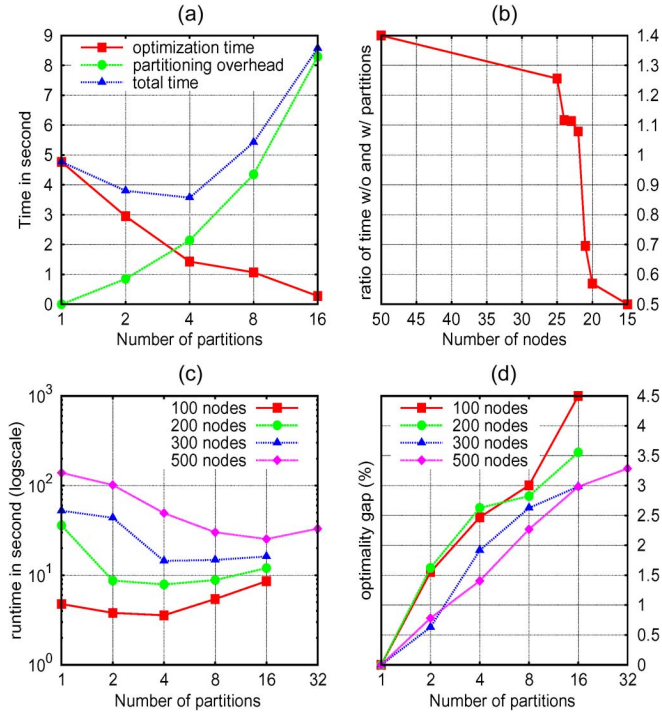 (a)
9
8
7
6
5
4
3
2
1
0
Time in second
optimization time
partitioning overhead
total time
1 2 4 8 16
Number of partitions
(b)
1.4
1.3
1.2
1.1
1
0.9
0.8
0.7
0.6
0.5
ratio of time w/o and w/ partitions
50 45 40 35 30 25 20 15
Number of nodes
(c)
10³
10²
10¹
10⁰
runtime in second (logscale)
100 nodes
200 nodes
300 nodes
500 nodes
1 2 4 8 16 32
Number of partitions
(d)
4.5
4
3.5
3
2.5
2
1.5
1
0.5
0
optimality gap (%)
100 nodes
200 nodes
300 nodes
500 nodes
1 2 4 8 16 32
Number of partitions